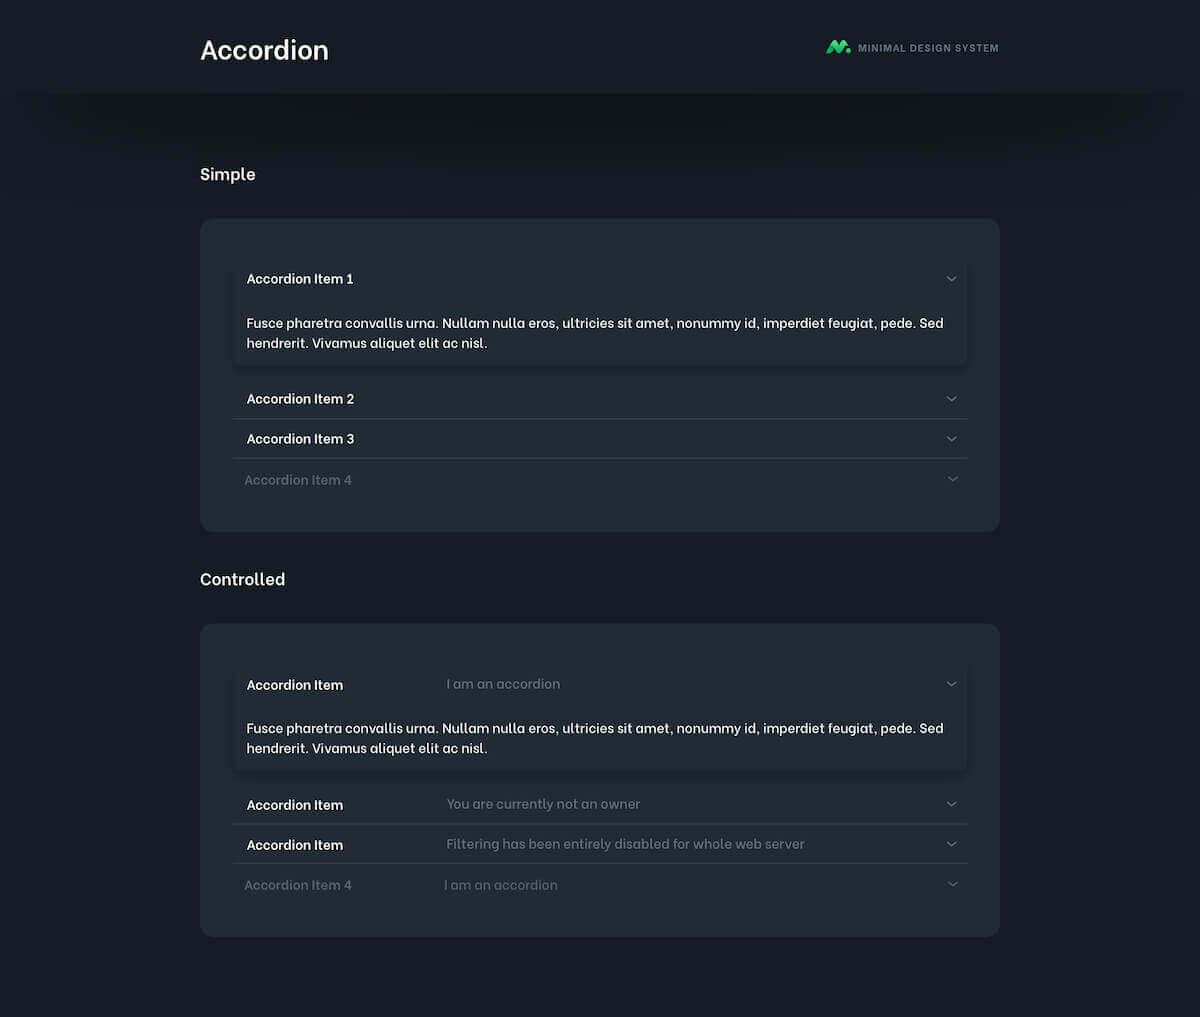 Accordion
MINIMAL DESIGN SYSTEM
Simple
Accordion Item 1
Fusce pharetra convallis urna. Nullam nulla eros, ultricies sit amet, nonummy id, imperdiet feugiat, pede. Sed
hendrerit. Vivamus aliquet elit ac nisl.
Accordion Item 2
Accordion Item 3
Accordion Item 4
Controlled
Accordion Item I am an accordion
Fusce pharetra convallis urna. Nullam nulla eros, ultricies sit amet, nonummy id, imperdiet feugiat, pede. Sed
hendrerit. Vivamus aliquet elit ac nisl.
Accordion Item You are currently not an owner
Accordion Item Filtering has been entirely disabled for whole web server
Accordion Item 4 I am an accordion